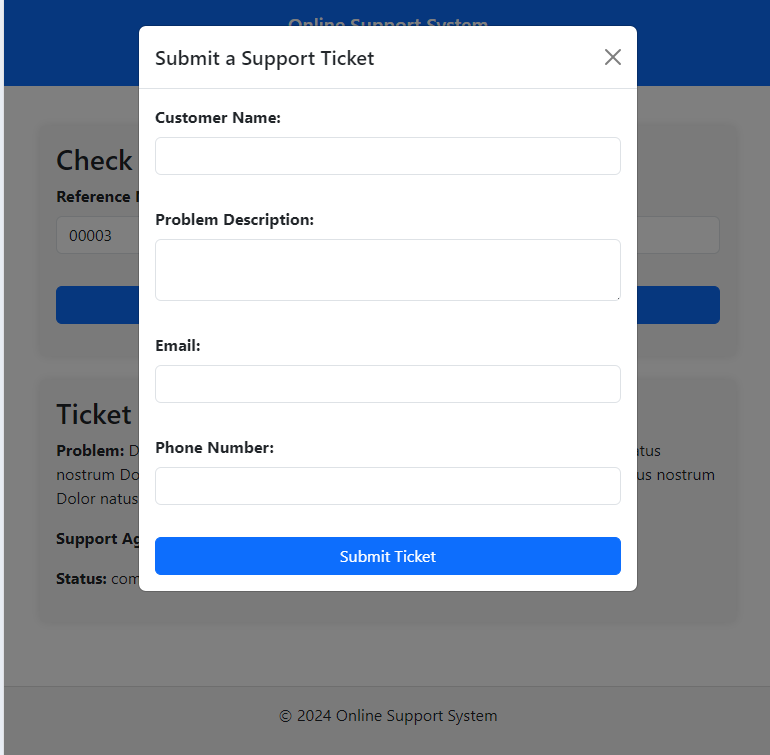 Online Support System
Submit a Support Ticket
Customer Name:
Check
Reference
00003
Problem Description:
Email:
Ticket
Problem:
atus
nostrum Do
us nostrum
Dolor natus
Phone Number:
Support Ag
Status: com
Submit Ticket
© 2024 Online Support System